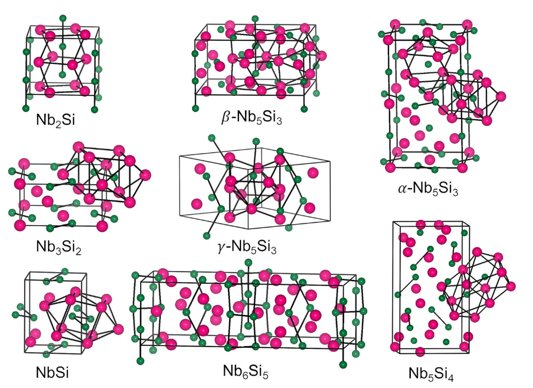 Nb₂Si
β-Nb₅Si₃
α-Nb₅Si₃
Nb₃Si₂
γ-Nb₅Si₃
NbSi
Nb₆Si₅
Nb₅Si₄